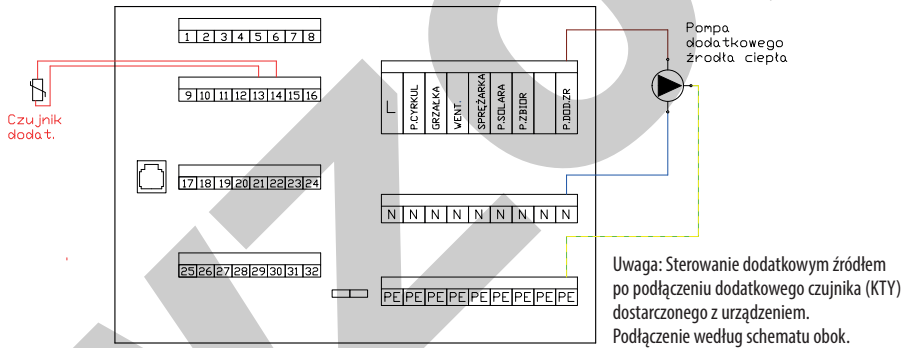 Pompa
dodatkowego
źrodła ciepła
1 2 3 4 5 6 7 8
Czujnik
dodat.
9 10 11 12 13 14 15 16
L P.CYRKUL GRZAŁKA WENT. SPRĘŻARKA P.SOLARA P.ZBIOR P.DOD.ZR
17 18 19 20 21 22 23 24
N N N N N N N N N
25 26 27 28 29 30 31 32
PE PE PE PE PE PE PE PE PE
Uwaga: Sterowanie dodatkowym źródłem
po podłączeniu dodatkowego czujnika (KTY)
dostarczonego z urządzeniem.
Podłączenie według schematu obok.